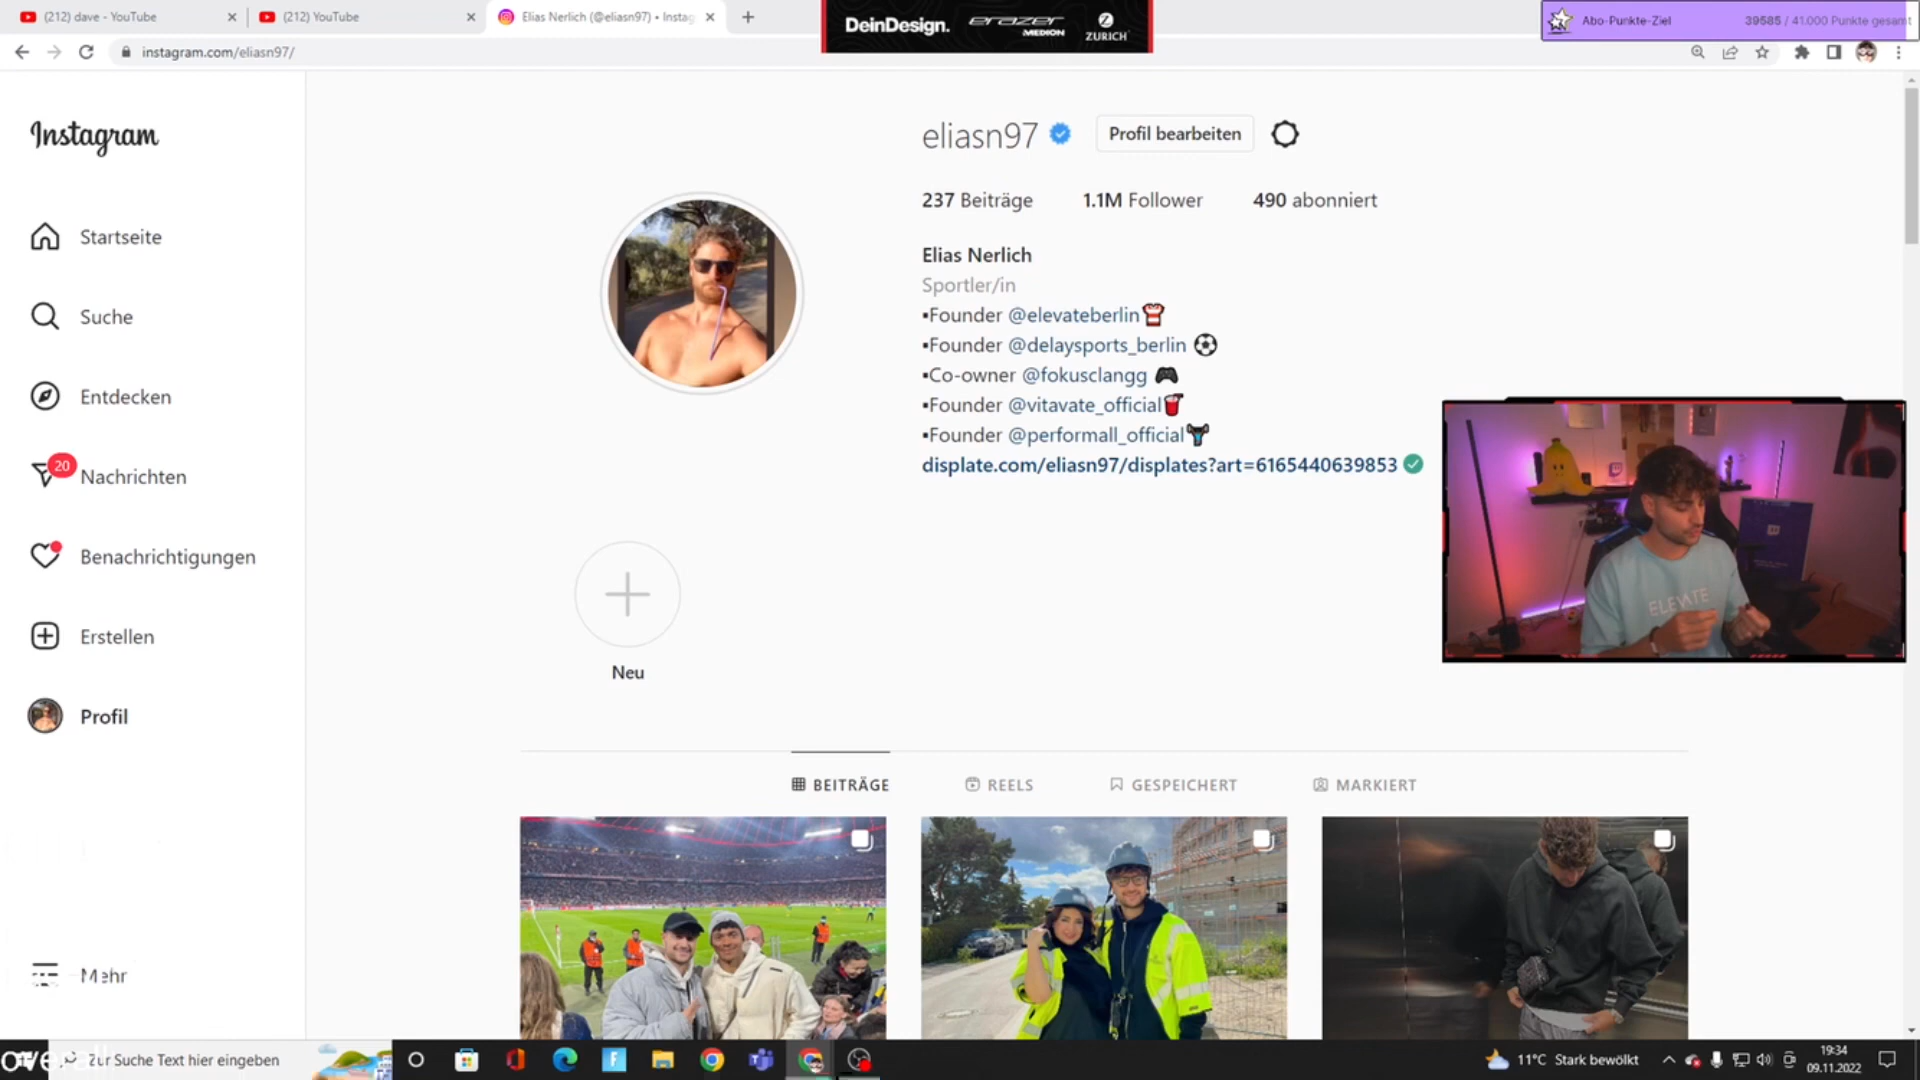 (212) dave - YouTube
(212) YouTube
Elias Nerlich (@eliasn97) • Instag
DeinDesign.
erazer
MEDION
ZURICH
Abo-Punkte-Ziel
39585 / 41.000 Punkte gesamt
instagram.com/eliasn97/
Instagram
eliasn97
Profil bearbeiten
237 Beiträge
1.1M Follower
490 abonniert
Startseite
Suche
Entdecken
20
Nachrichten
Benachrichtigungen
Erstellen
Profil
Mehr
Elias Nerlich
Sportler/in
▪Founder @elevateberlin
▪Founder @delaysports_berlin ⚽
▪Co-owner @fokusclangg 🎮
▪Founder @vitavate_official
▪Founder @performall_official
displate.com/eliasn97/displates?art=6165440639853
ELEVATE
Neu
BEITRÄGE
REELS
GESPEICHERT
MARKIERT
overall
Zur Suche Text hier eingeben
11°C Stark bewölkt
19:34
09.11.2022